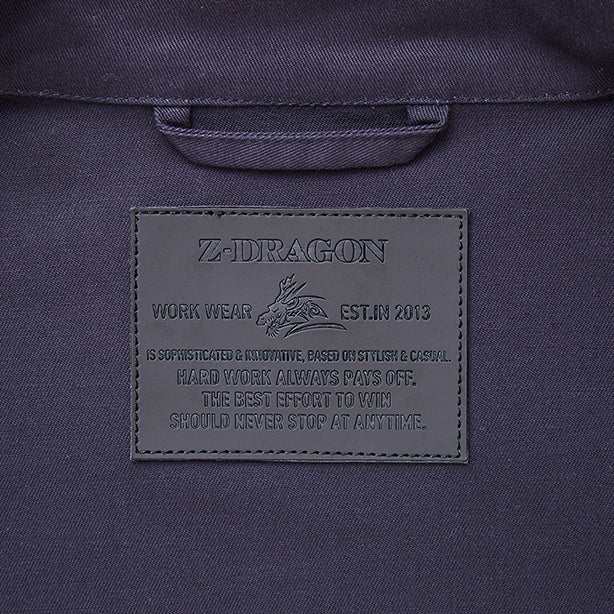 Z-DRAGON
WORK WEAR EST.IN 2013
IS SOPHISTICATED & INNOVATIVE, BASED ON STYLISH & CASUAL.
HARD WORK ALWAYS PAYS OFF.
THE BEST EFFORT TO WIN
SHOULD NEVER STOP AT ANYTIME.